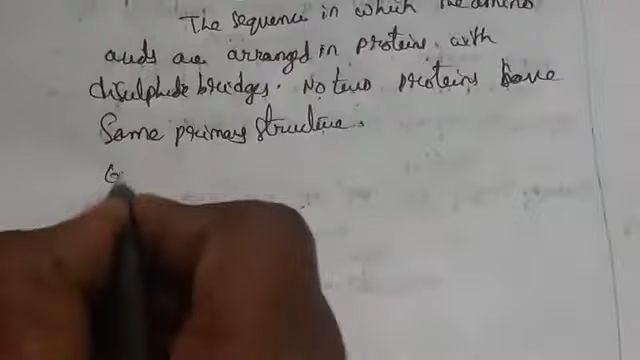 The sequence in which the amino
acids are arranged in proteins. with
disulphide bridges. No two proteins have
Same primary structure.